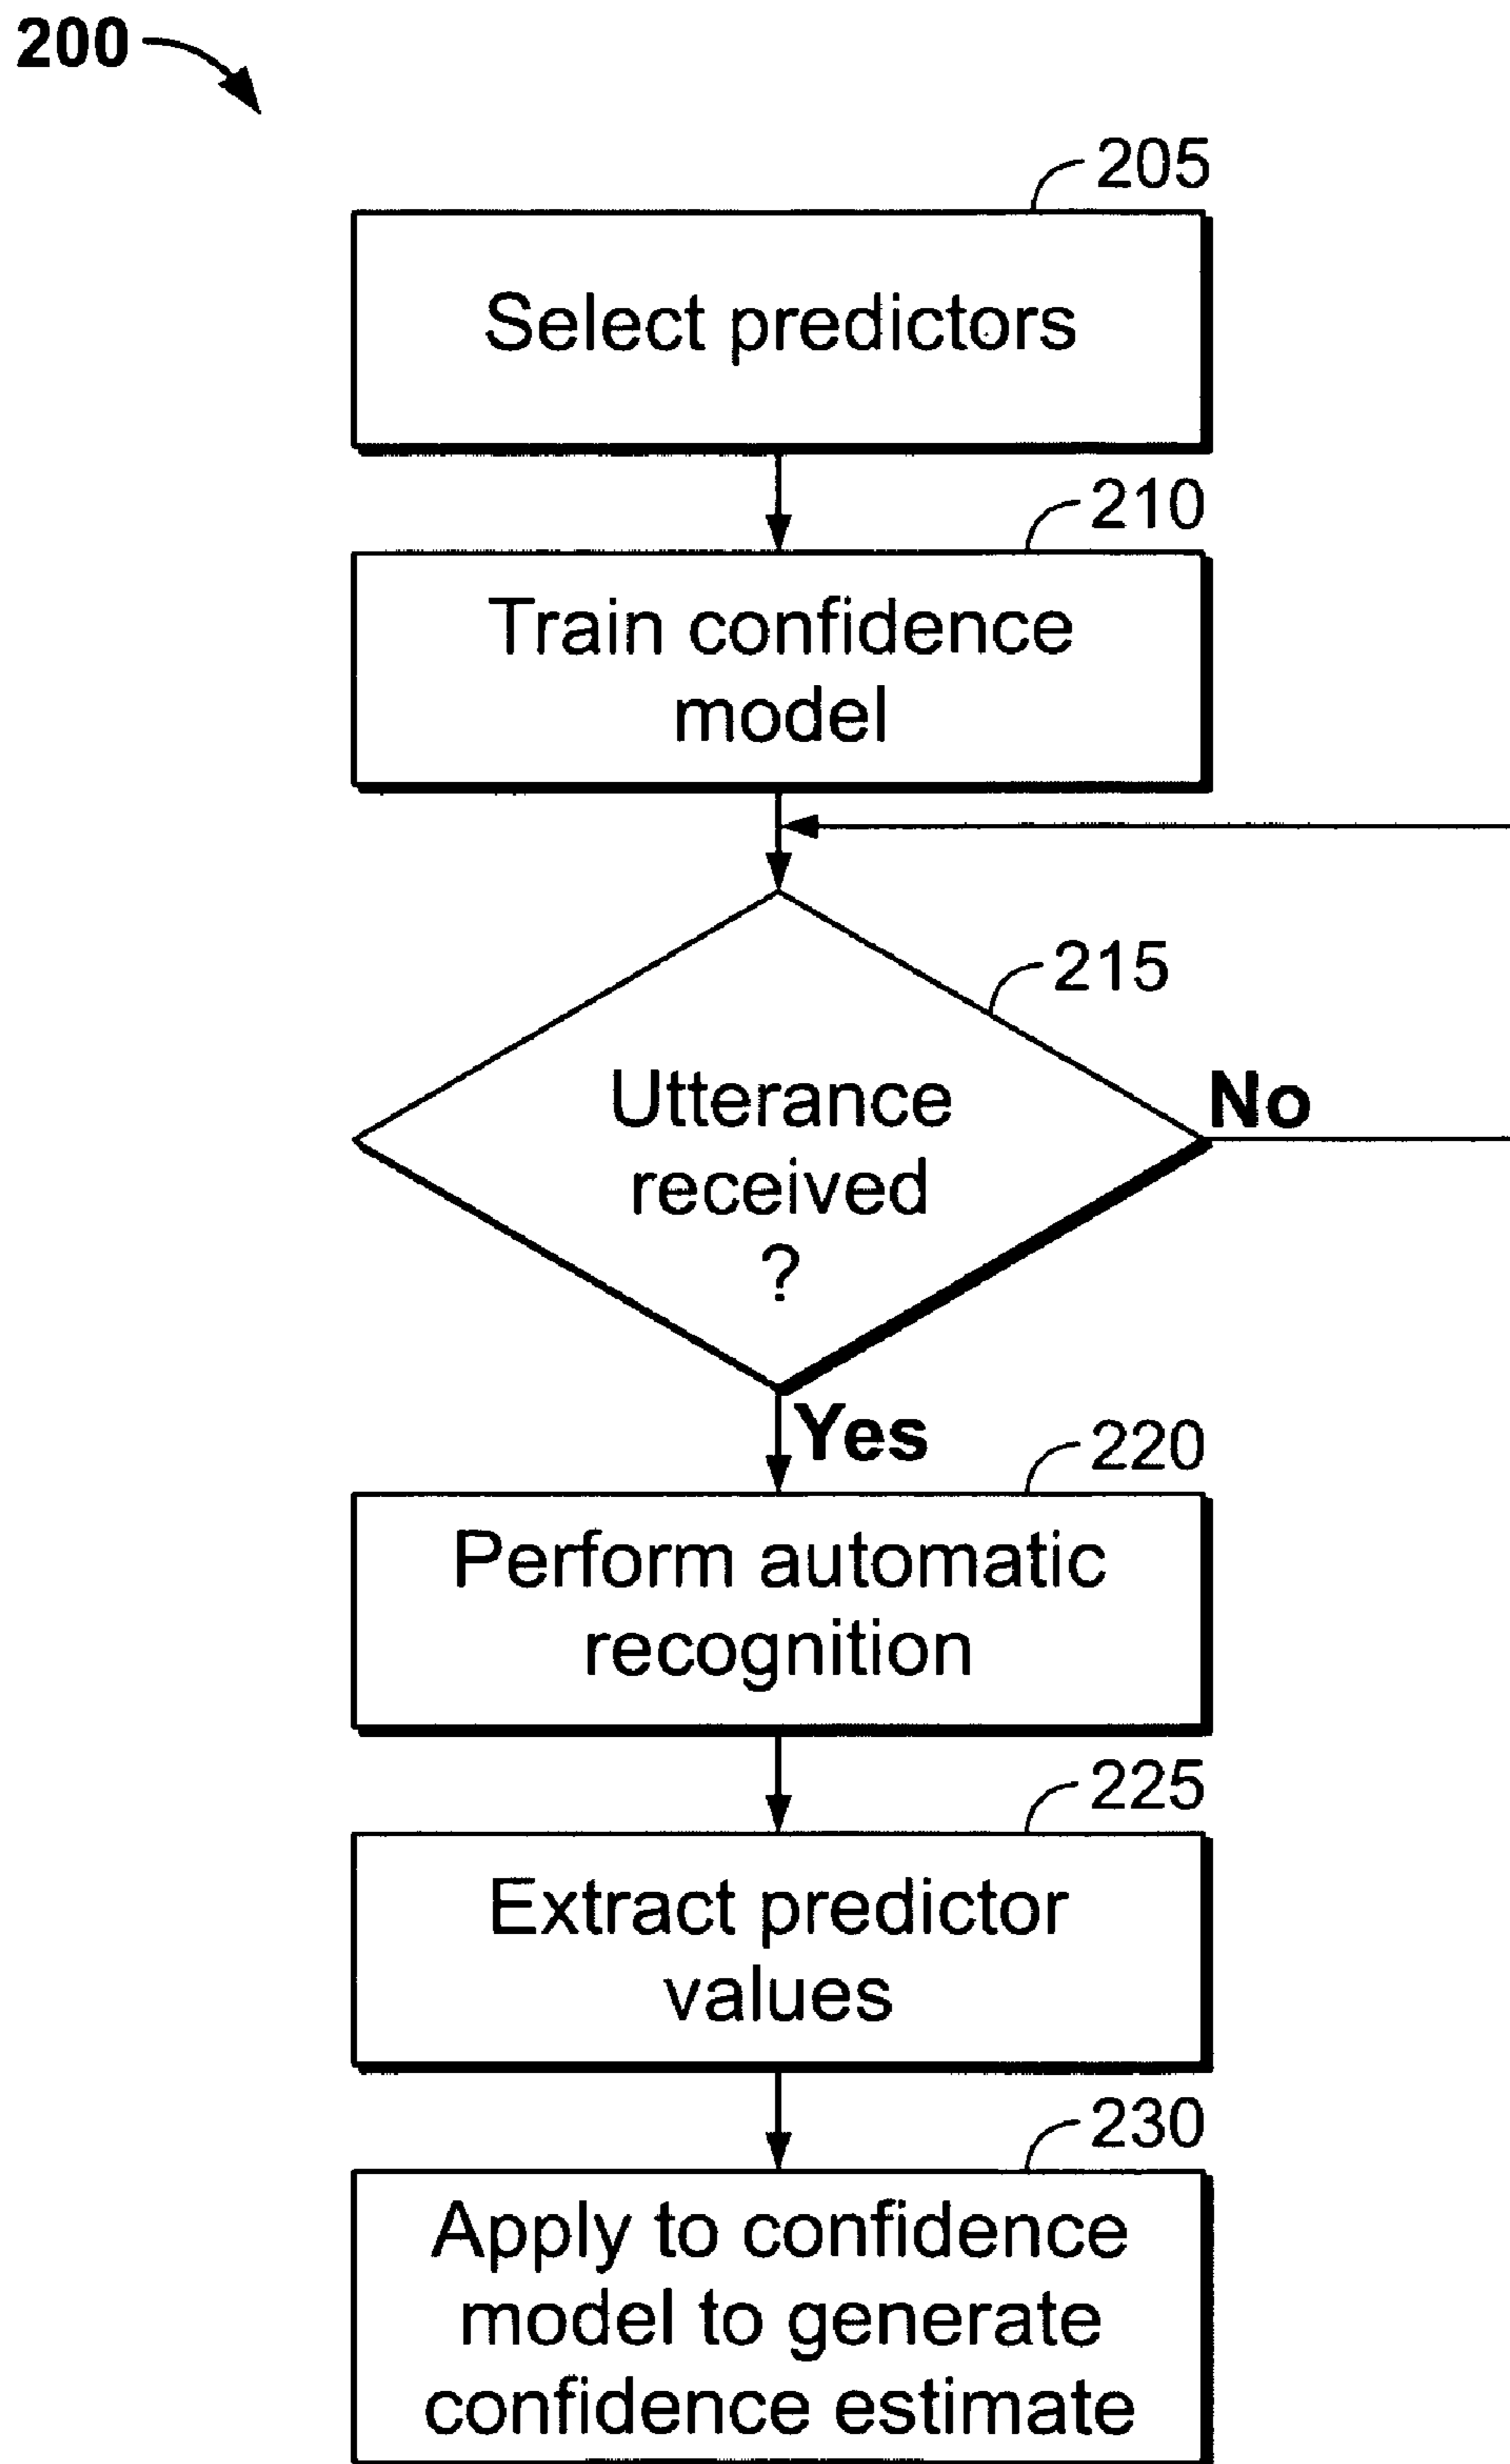 200
205
Select predictors
210
Train confidence
model
215
Utterance
received
?
No
Yes
220
Perform automatic
recognition
225
Extract predictor
values
230
Apply to confidence
model to generate
confidence estimate